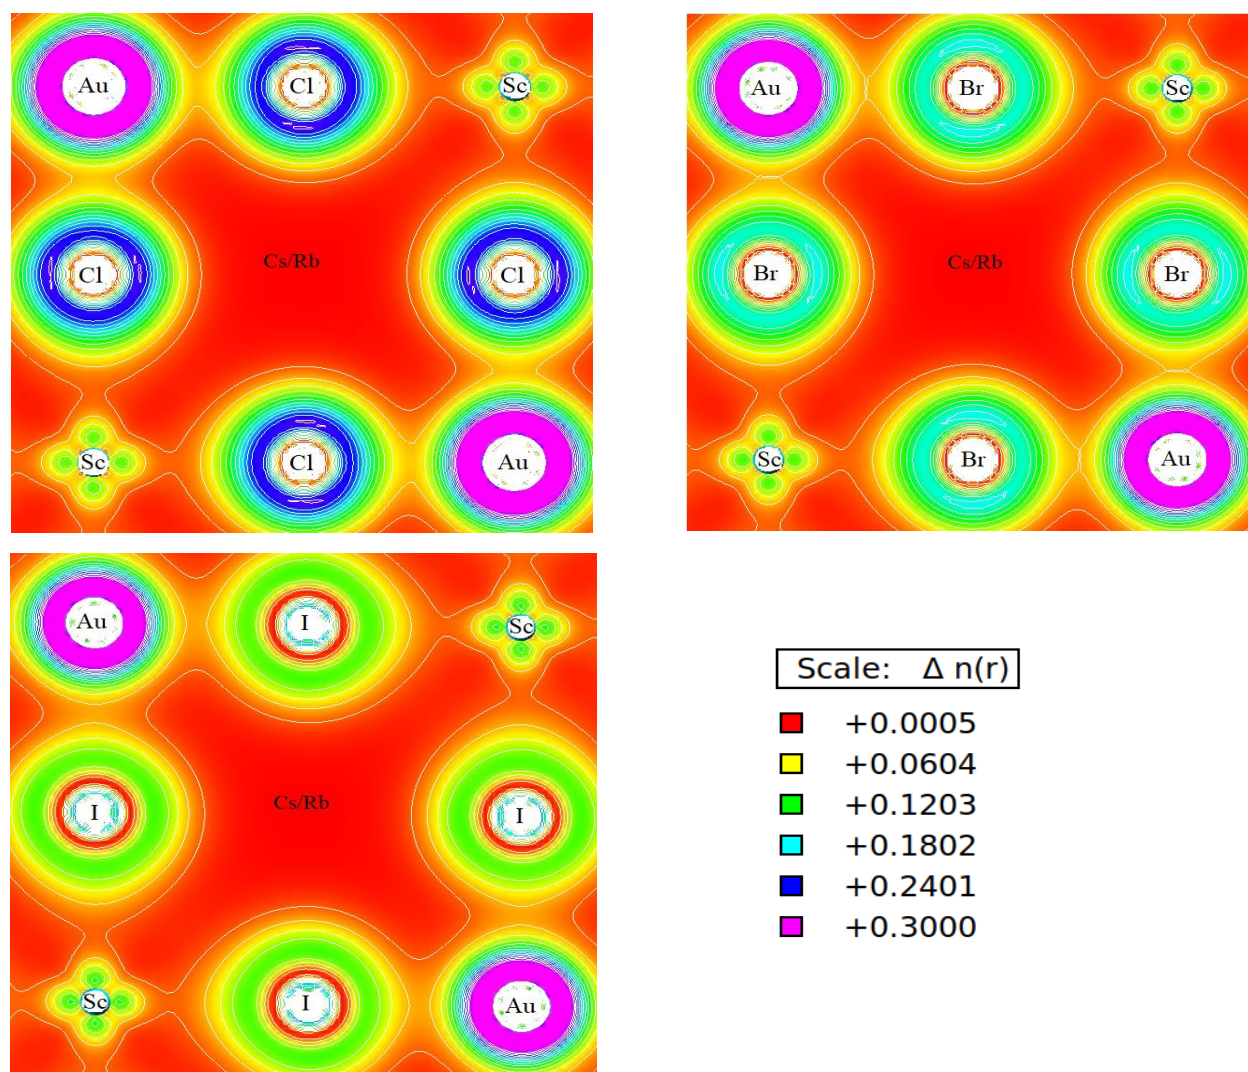 Au Cl Sc
Cl Cs/Rb Cl
Sc Cl Au
Au Br Sc
Br Cs/Rb Br
Sc Br Au
Au I Sc
I Cs/Rb I
Sc I Au
Scale: Δ n(r)
+0.0005
+0.0604
+0.1203
+0.1802
+0.2401
+0.3000